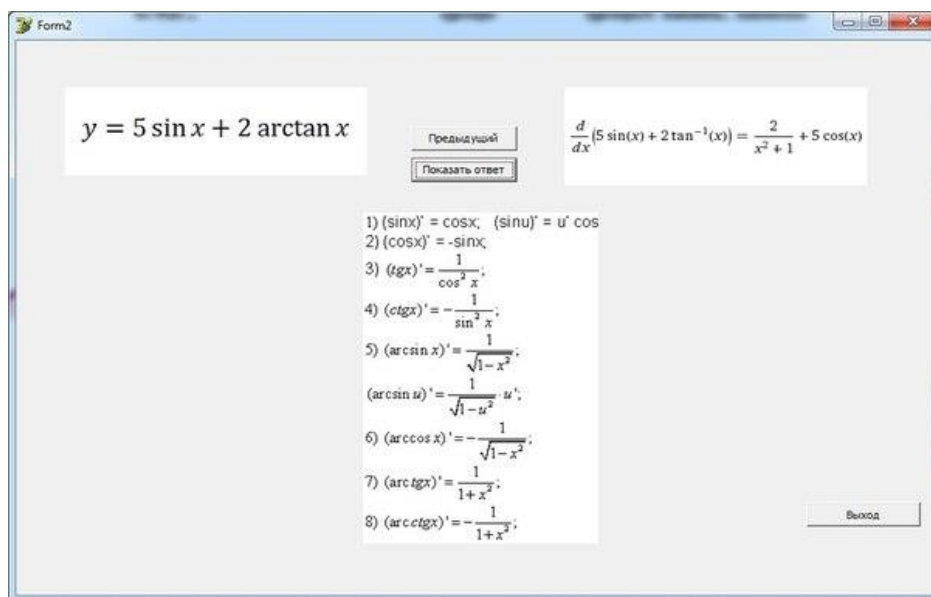 Form2
y = 5 sin x + 2 arctan x
Предыдущий
Показать ответ
d/dx (5 sin(x) + 2 tan⁻¹(x)) = 2/(x² + 1) + 5 cos(x)
1) (sinx)' = cosx; (sinu)' = u' cos
2) (cosx)' = -sinx;
3) (tgx)' = 1/cos² x;
4) (ctgx)' = -1/sin² x;
5) (arcsin x)' = 1/√(1-x²);
(arcsin u)' = 1/√(1-u²) · u';
6) (arccos x)' = -1/√(1-x²);
7) (arctgx)' = 1/(1+x²);
8) (arcctgx)' = -1/(1+x²);
Выход